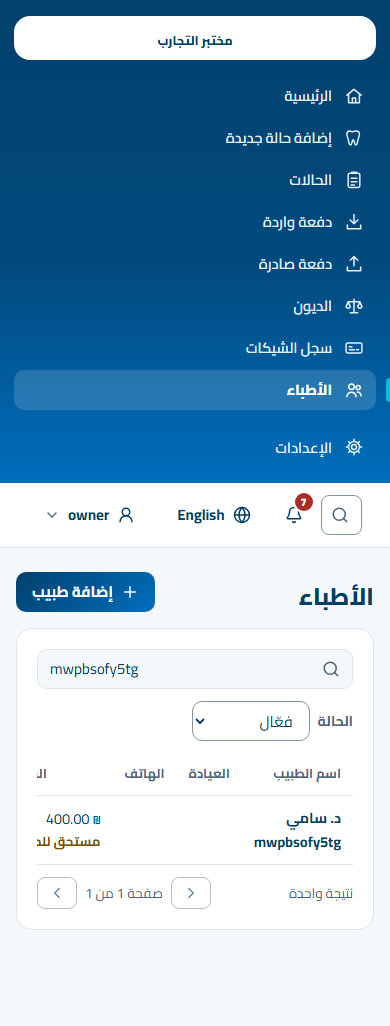 مختبر التجارب
الرئيسية
إضافة حالة جديدة
الحالات
دفعة واردة
دفعة صادرة
الديون
سجل الشيكات
الأطباء
الإعدادات
7
English
owner
الأطباء
إضافة طبيب
mwpbsofy5tg
الحالة
فعّال
اسم الطبيب العيادة الهاتف
د. سامي
mwpbsofy5tg
₪ 400.00
مستحق
نتيجة واحدة
صفحة 1 من 1